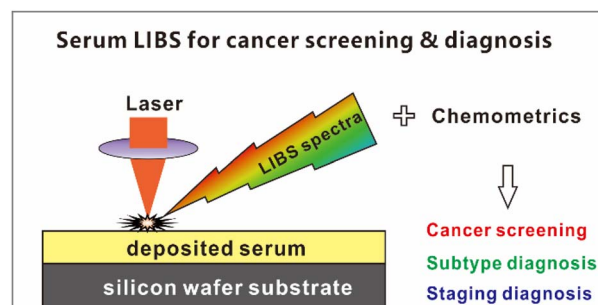 Serum LIBS for cancer screening & diagnosis
Laser
LIBS spectra
Chemometrics
Cancer screening
deposited serum
Subtype diagnosis
silicon wafer substrate
Staging diagnosis